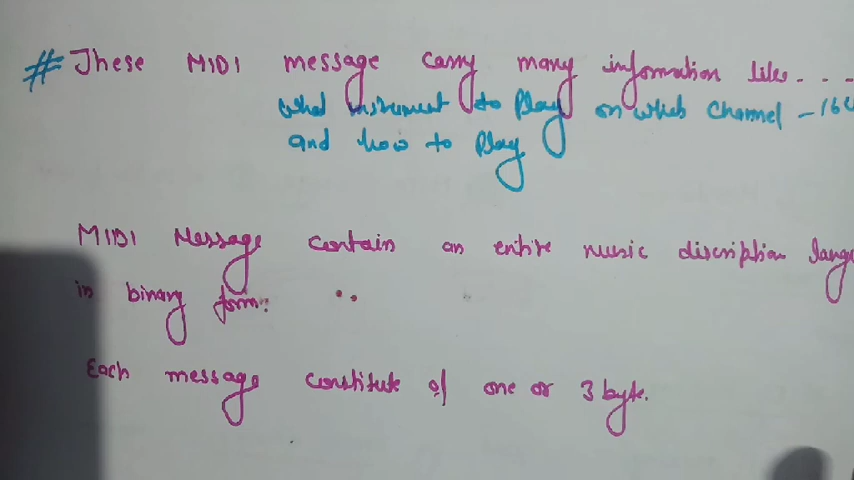 # These MIDI message carry many information like....
what instrument to play on which channel - 16
and how to play
MIDI Message contain an entire music discription lang
in binary form.
Each message constitute of one or 3 byte.